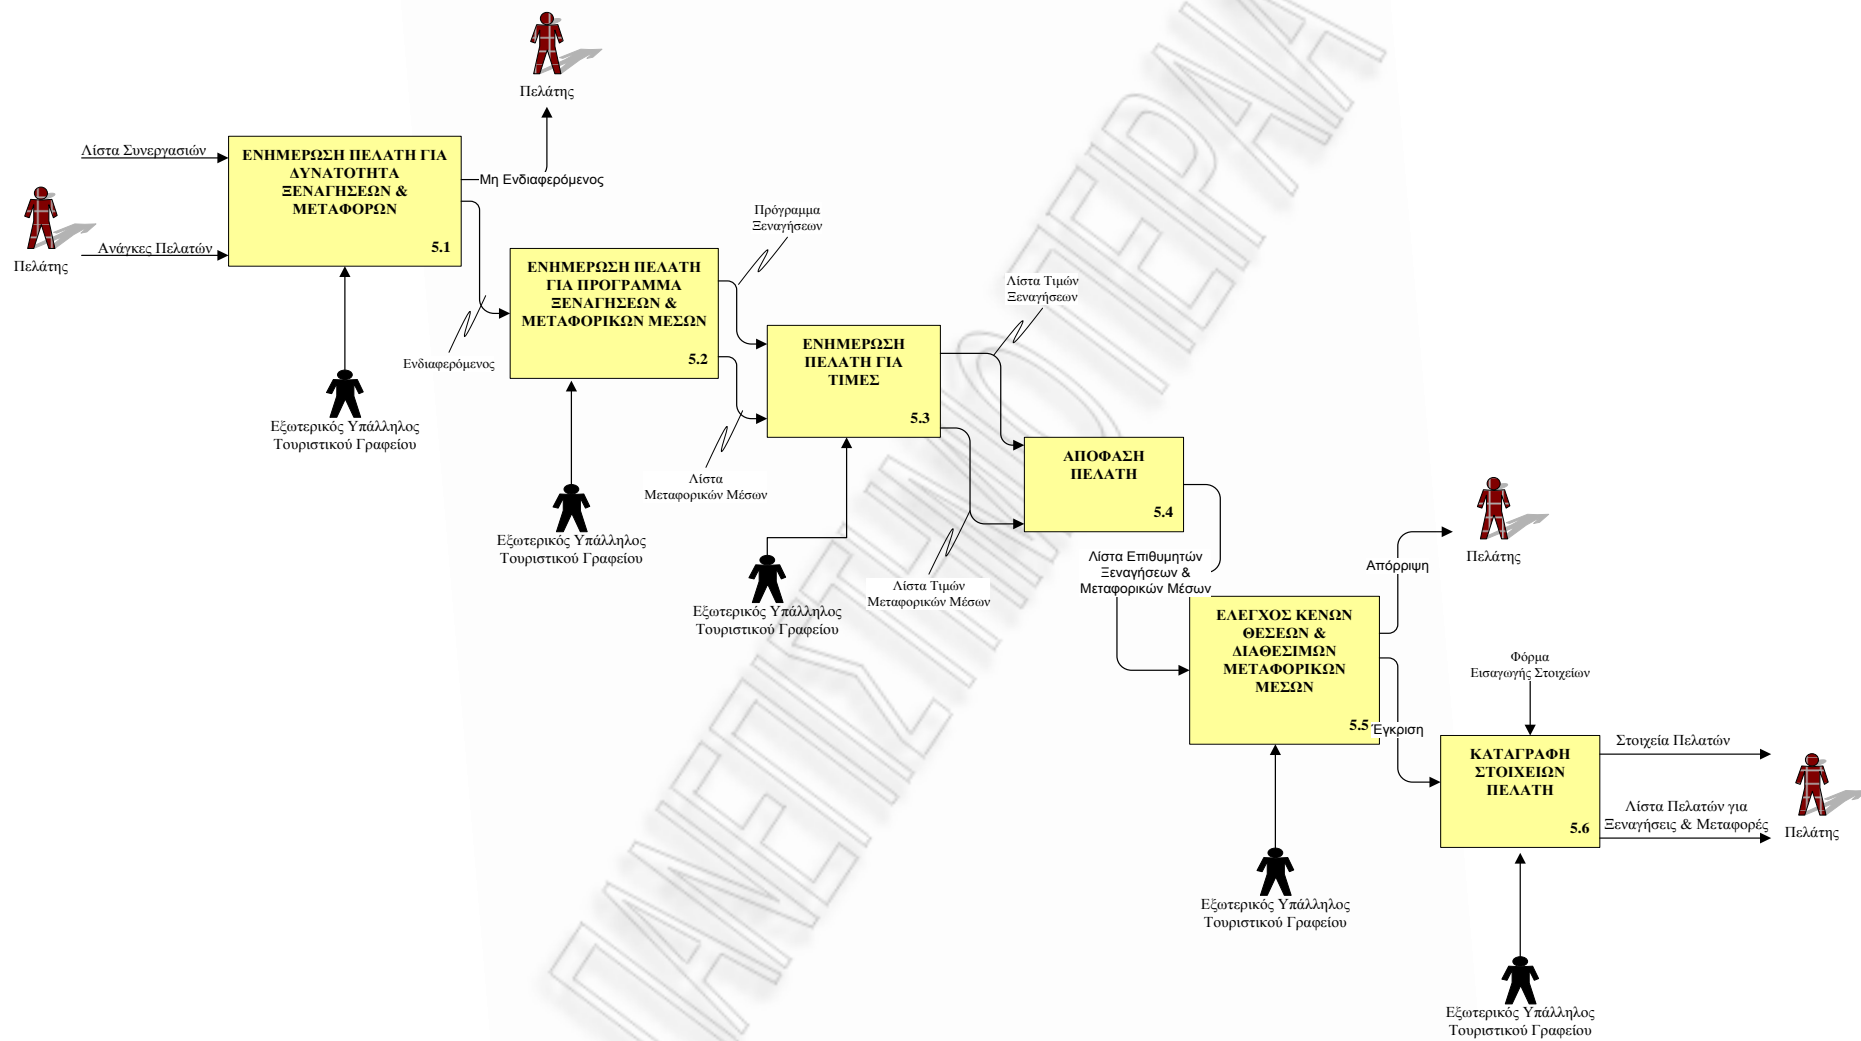 Πελάτης
Λίστα Συνεργασιών
Ανάγκες Πελατών
Πελάτης
ΕΝΗΜΕΡΩΣΗ ΠΕΛΑΤΗ ΓΙΑ
ΔΥΝΑΤΟΤΗΤΑ
ΞΕΝΑΓΗΣΕΩΝ &
ΜΕΤΑΦΟΡΩΝ
5.1
Μη Ενδιαφερόμενος
Ενδιαφερόμενος
Εξωτερικός Υπάλληλος
Τουριστικού Γραφείου
ΕΝΗΜΕΡΩΣΗ ΠΕΛΑΤΗ
ΓΙΑ ΠΡΟΓΡΑΜΜΑ
ΞΕΝΑΓΗΣΕΩΝ &
ΜΕΤΑΦΟΡΙΚΩΝ ΜΕΣΩΝ
5.2
Πρόγραμμα
Ξεναγήσεων
Λίστα
Μεταφορικών Μέσων
Εξωτερικός Υπάλληλος
Τουριστικού Γραφείου
ΕΝΗΜΕΡΩΣΗ
ΠΕΛΑΤΗ ΓΙΑ
ΤΙΜΕΣ
5.3
Λίστα Τιμών
Ξεναγήσεων
Λίστα Τιμών
Μεταφορικών Μέσων
Εξωτερικός Υπάλληλος
Τουριστικού Γραφείου
ΑΠΟΦΑΣΗ
ΠΕΛΑΤΗ
5.4
Λίστα Επιθυμητών
Ξεναγήσεων &
Μεταφορικών Μέσων
ΕΛΕΓΧΟΣ ΚΕΝΩΝ
ΘΕΣΕΩΝ &
ΔΙΑΘΕΣΙΜΩΝ
ΜΕΤΑΦΟΡΙΚΩΝ
ΜΕΣΩΝ
5.5
Απόρριψη
Πελάτης
Έγκριση
Εξωτερικός Υπάλληλος
Τουριστικού Γραφείου
Φόρμα
Εισαγωγής Στοιχείων
ΚΑΤΑΓΡΑΦΗ
ΣΤΟΙΧΕΙΩΝ
ΠΕΛΑΤΗ
5.6
Στοιχεία Πελατών
Λίστα Πελατών για
Ξεναγήσεις & Μεταφορές
Πελάτης
Εξωτερικός Υπάλληλος
Τουριστικού Γραφείου
ΠΑΝΕΠΙΣΤΗΜΙΟ ΠΕΙΡΑΙΑ